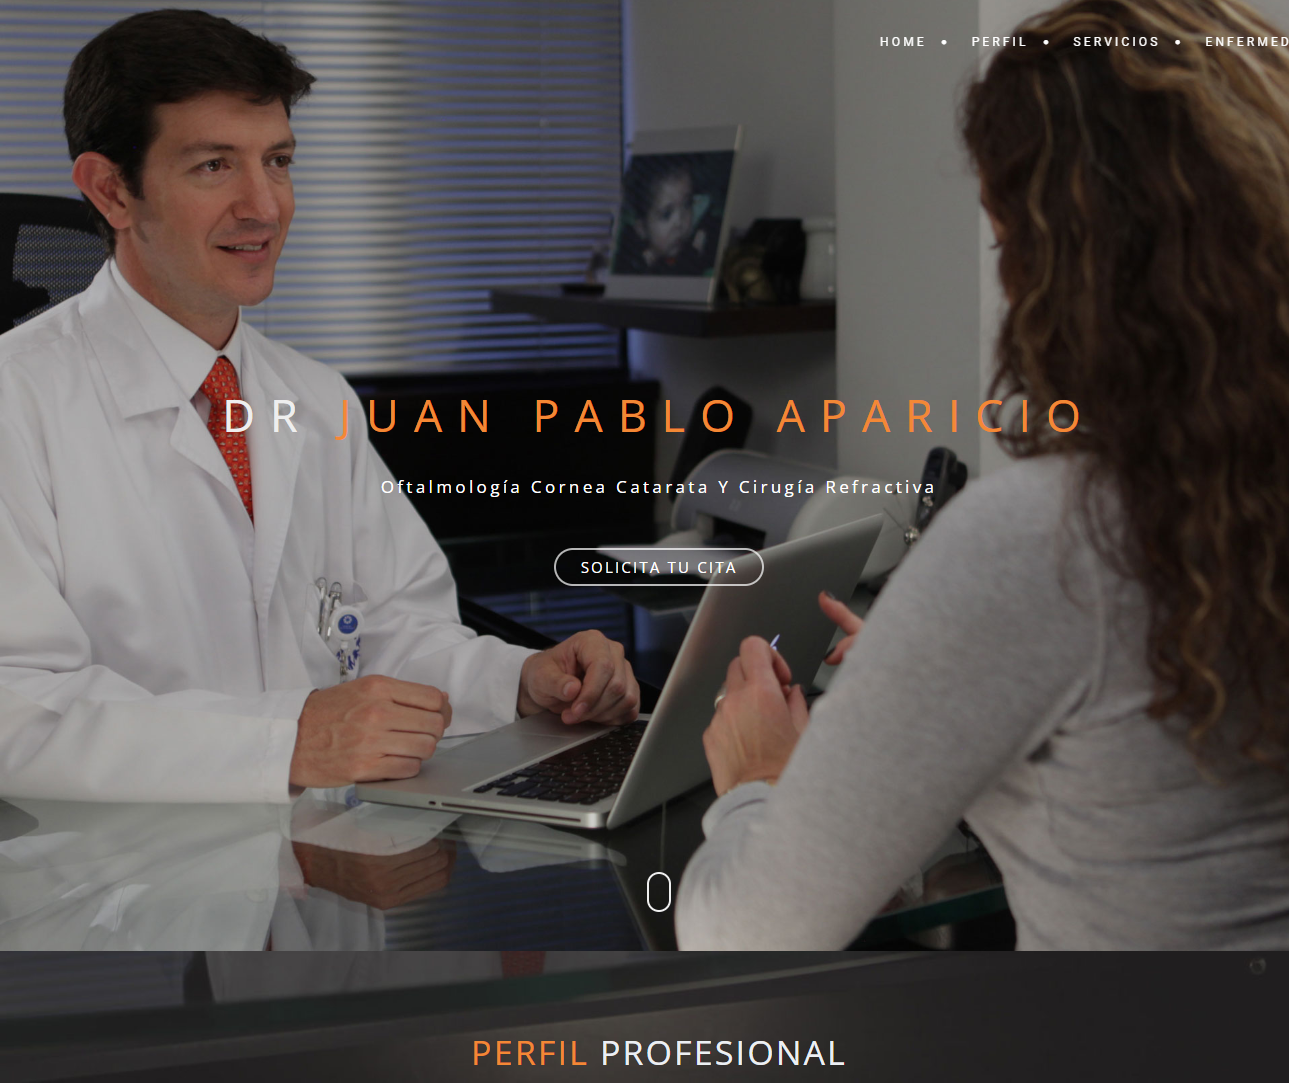 HOME • PERFIL • SERVICIOS • ENFERMED
DR JUAN PABLO APARICIO
Oftalmología Cornea Catarata Y Cirugía Refractiva
SOLICITA TU CITA
PERFIL PROFESIONAL